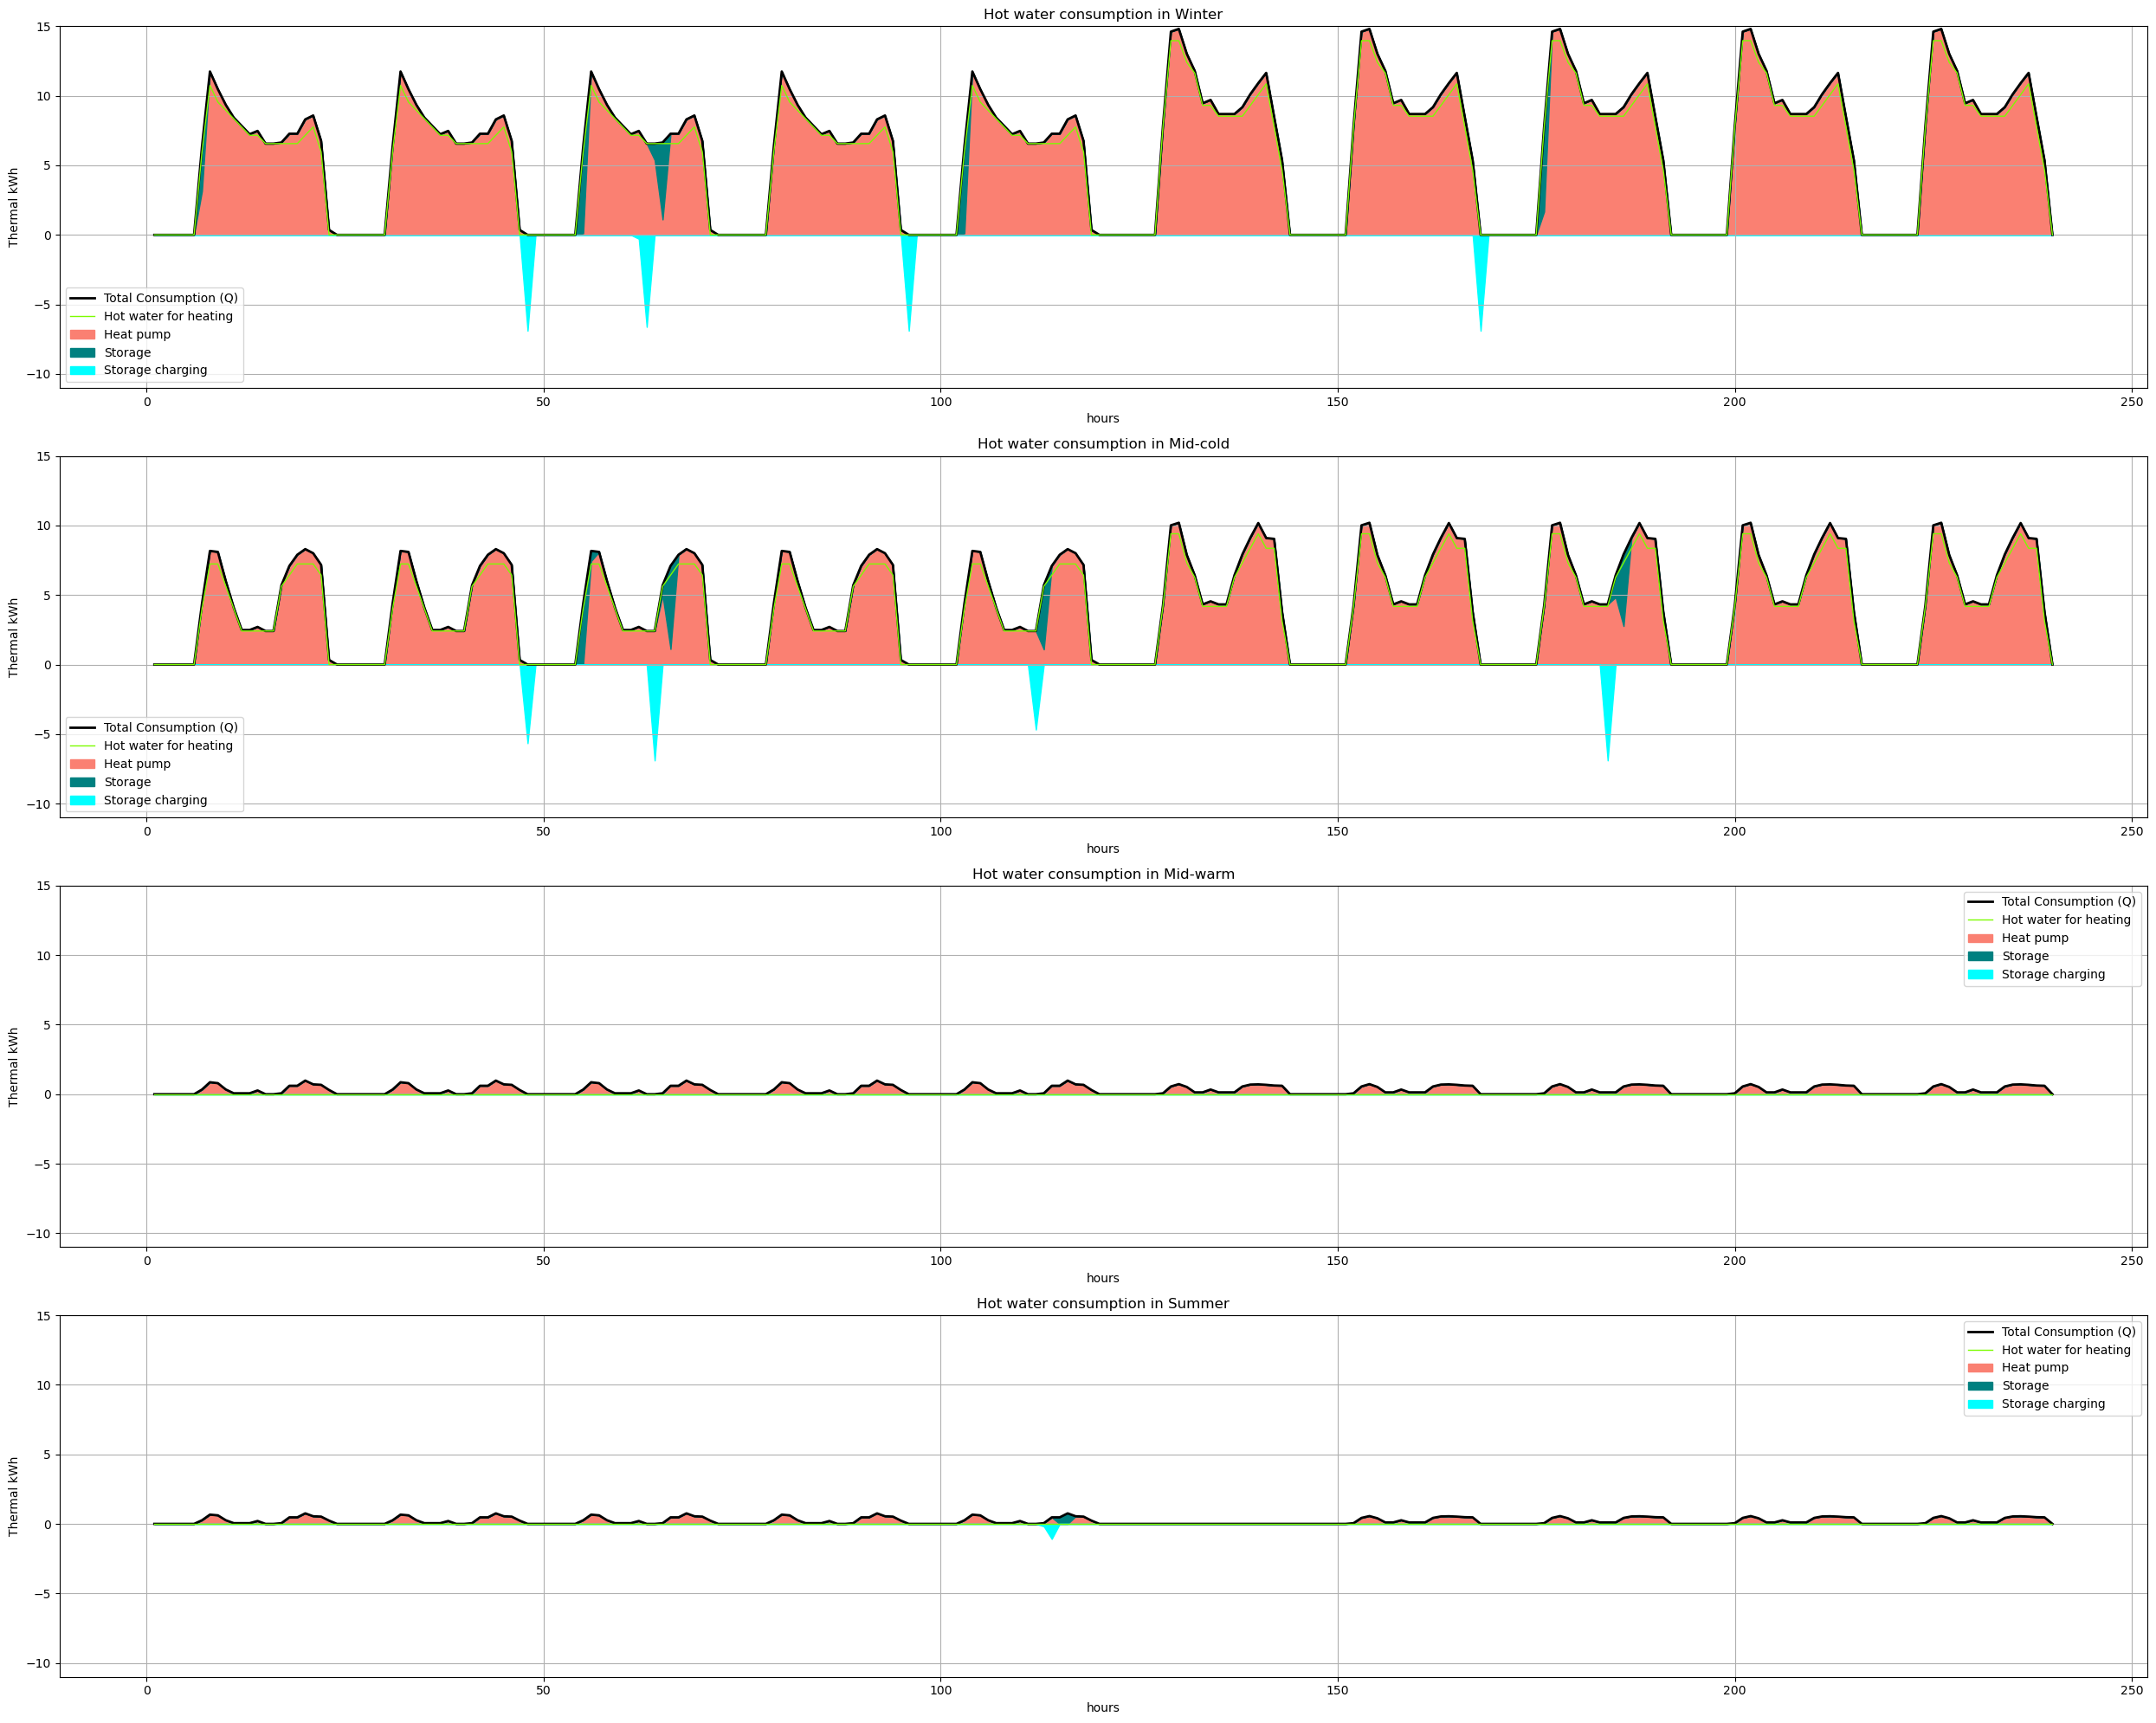 Hot water consumption in Winter
15
10
5
0
−5
−10
Thermal kWh
Total Consumption (Q)
Hot water for heating
Heat pump
Storage
Storage charging
0 50 100 150 200 250
hours
Hot water consumption in Mid-cold
15
10
5
0
−5
−10
Thermal kWh
Total Consumption (Q)
Hot water for heating
Heat pump
Storage
Storage charging
0 50 100 150 200 250
hours
Hot water consumption in Mid-warm
15
10
5
0
−5
−10
Thermal kWh
Total Consumption (Q)
Hot water for heating
Heat pump
Storage
Storage charging
0 50 100 150 200 250
hours
Hot water consumption in Summer
15
10
5
0
−5
−10
Thermal kWh
Total Consumption (Q)
Hot water for heating
Heat pump
Storage
Storage charging
0 50 100 150 200 250
hours